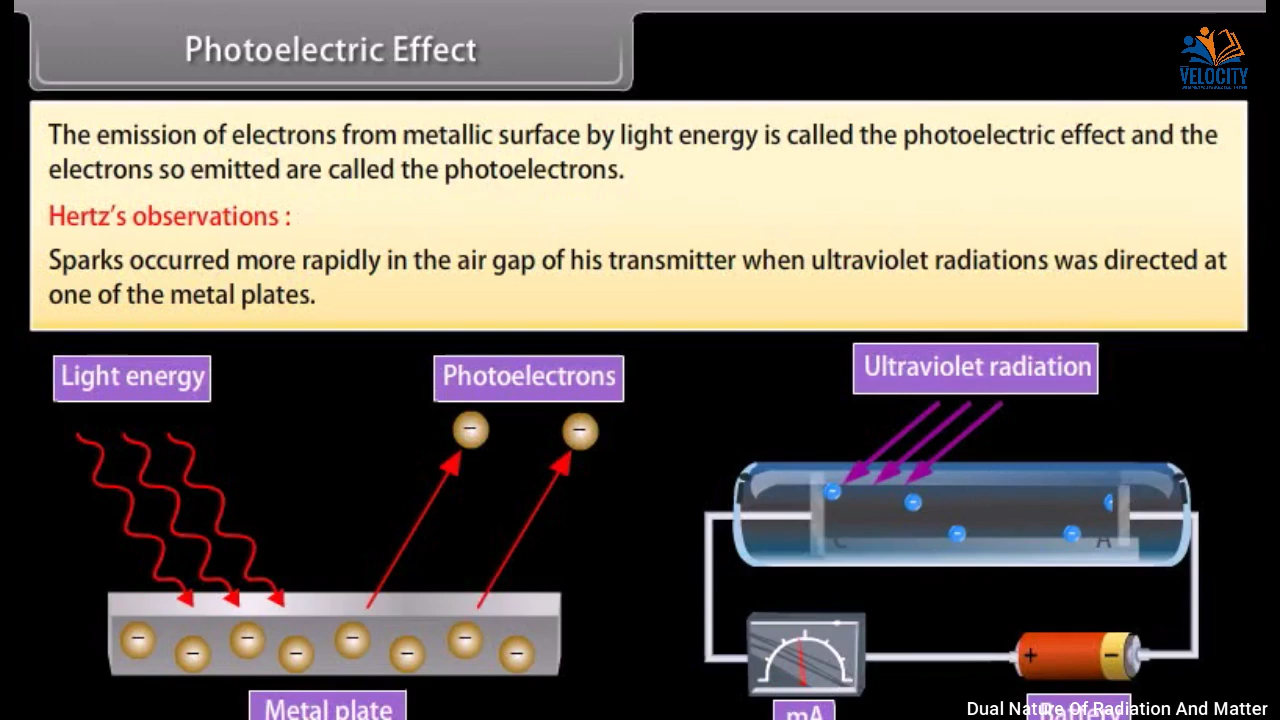 Photoelectric Effect
VELOCITY
The emission of electrons from metallic surface by light energy is called the photoelectric effect and the
electrons so emitted are called the photoelectrons.
Hertz's observations :
Sparks occurred more rapidly in the air gap of his transmitter when ultraviolet radiations was directed at
one of the metal plates.
Light energy
Photoelectrons
Ultraviolet radiation
C
A
+
−
Metal plate
mA
Battery
Dual Nature Of Radiation And Matter